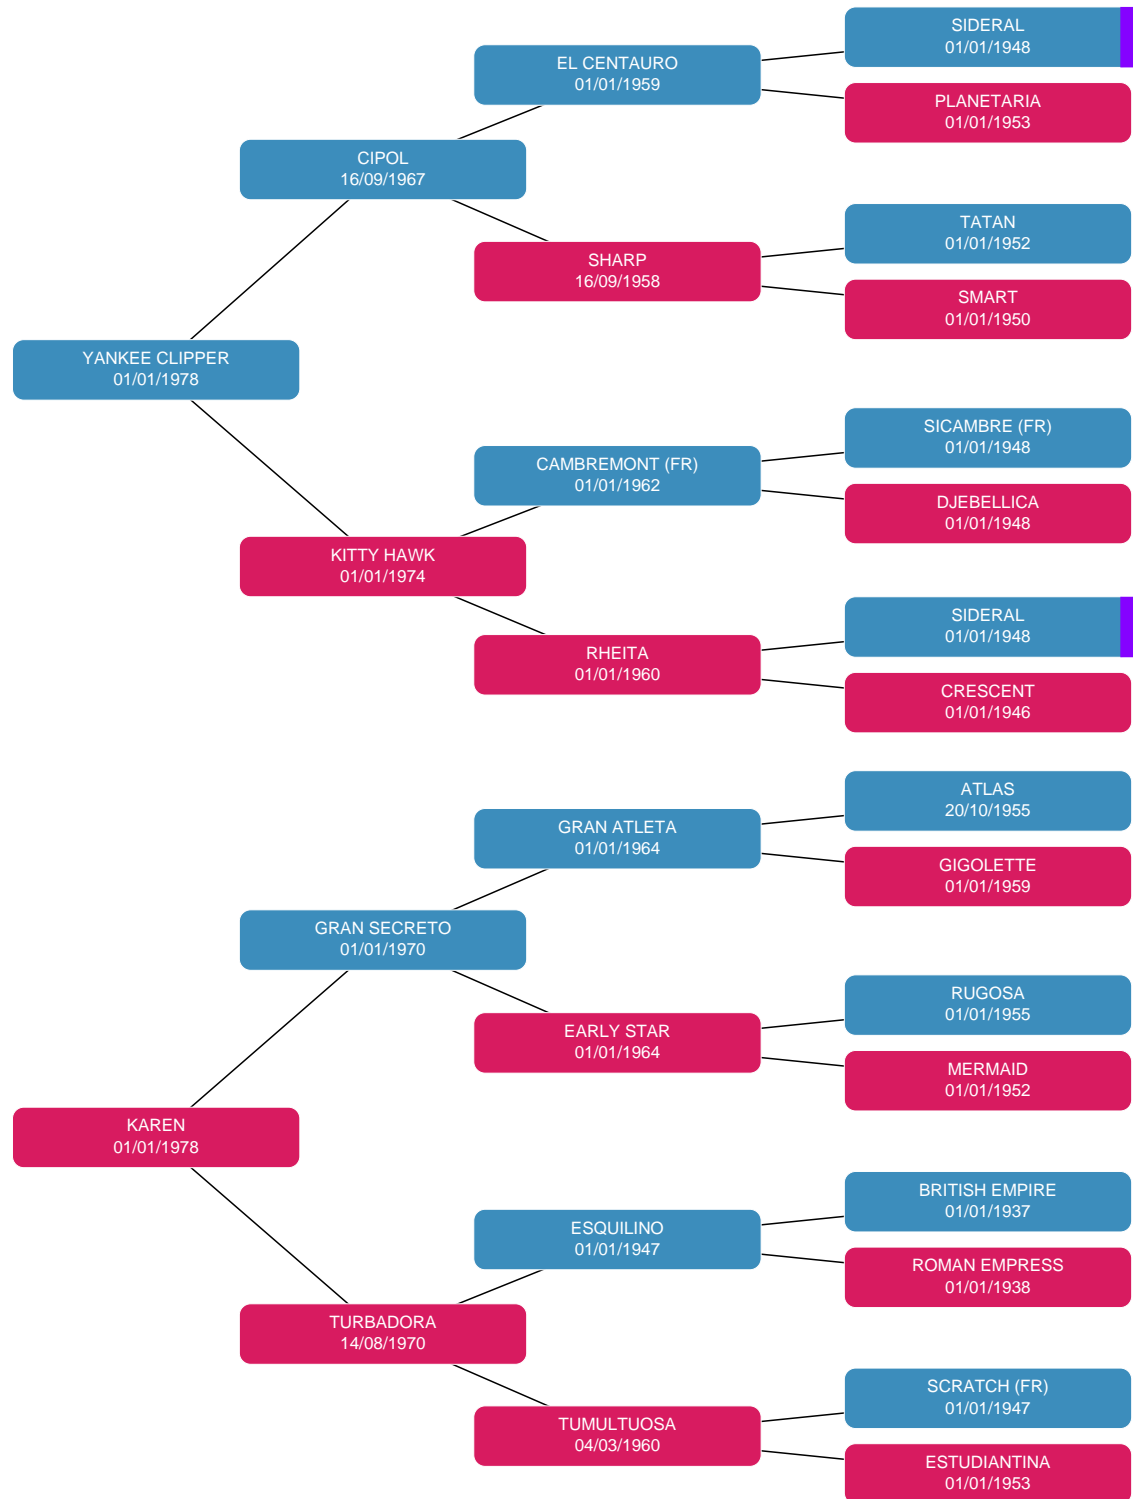 SIDERAL
01/01/1948
EL CENTAURO
01/01/1959
PLANETARIA
01/01/1953
CIPOL
16/09/1967
TATAN
01/01/1952
SHARP
16/09/1958
SMART
01/01/1950
YANKEE CLIPPER
01/01/1978
SICAMBRE (FR)
01/01/1948
CAMBREMONT (FR)
01/01/1962
DJEBELLICA
01/01/1948
KITTY HAWK
01/01/1974
SIDERAL
01/01/1948
RHEITA
01/01/1960
CRESCENT
01/01/1946
ATLAS
20/10/1955
GRAN ATLETA
01/01/1964
GIGOLETTE
01/01/1959
GRAN SECRETO
01/01/1970
RUGOSA
01/01/1955
EARLY STAR
01/01/1964
MERMAID
01/01/1952
KAREN
01/01/1978
BRITISH EMPIRE
01/01/1937
ESQUILINO
01/01/1947
ROMAN EMPRESS
01/01/1938
TURBADORA
14/08/1970
SCRATCH (FR)
01/01/1947
TUMULTUOSA
04/03/1960
ESTUDIANTINA
01/01/1953